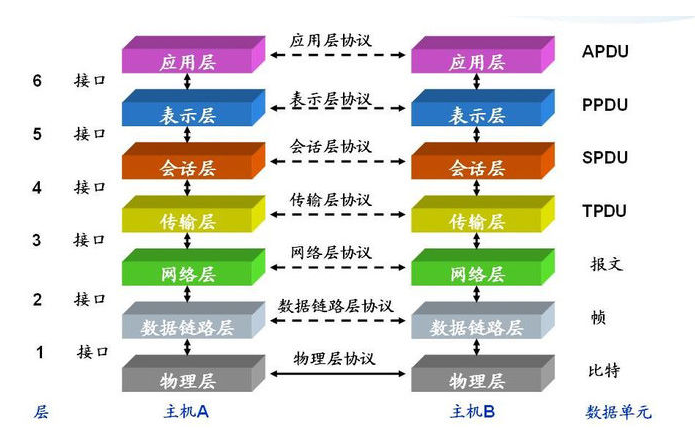 应用层协议
应用层 应用层 APDU
6 接口
表示层协议
表示层 表示层 PPDU
5 接口
会话层协议
会话层 会话层 SPDU
4 接口
传输层协议
传输层 传输层 TPDU
3 接口
网络层协议
网络层 网络层 报文
2 接口
数据链路层协议
数据链路层 数据链路层 帧
1 接口
物理层协议
物理层 物理层 比特
层 主机A 主机B 数据单元